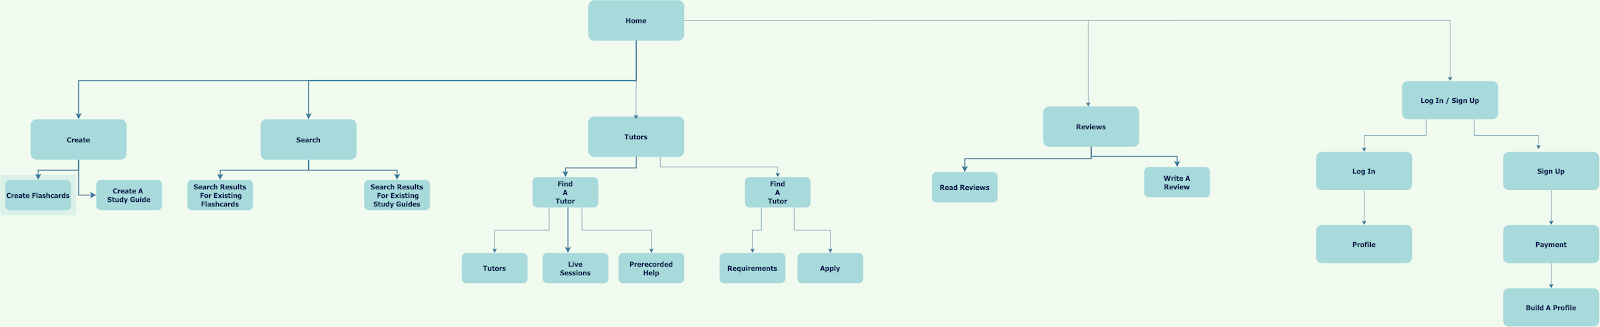 Home
Log In / Sign Up
Create
Search
Tutors
Reviews
Create Flashcards
Create A
Study Guide
Search Results
For Existing
Flashcards
Search Results
For Existing
Study Guides
Find
A
Tutor
Find
A
Tutor
Read Reviews
Write A
Review
Log In
Sign Up
Tutors
Live
Sessions
Prerecorded
Help
Requirements
Apply
Profile
Payment
Build A Profile